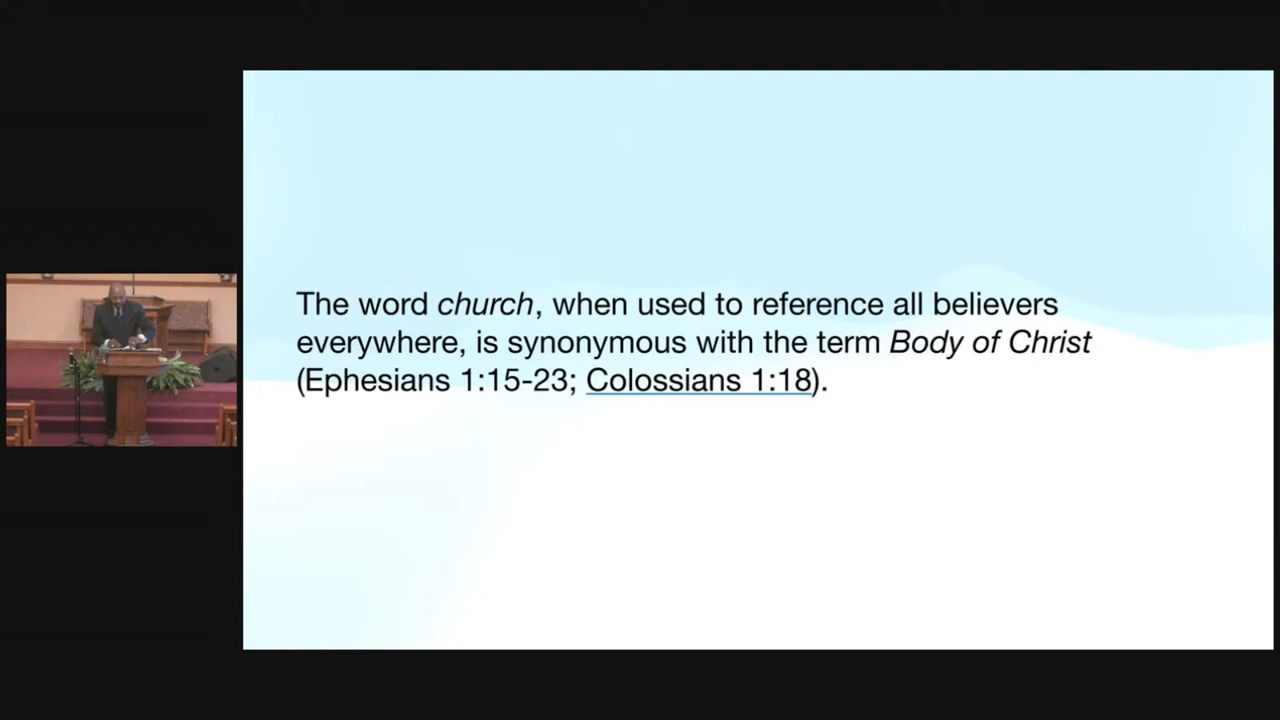 The word church, when used to reference all believers
everywhere, is synonymous with the term Body of Christ
(Ephesians 1:15-23; Colossians 1:18).